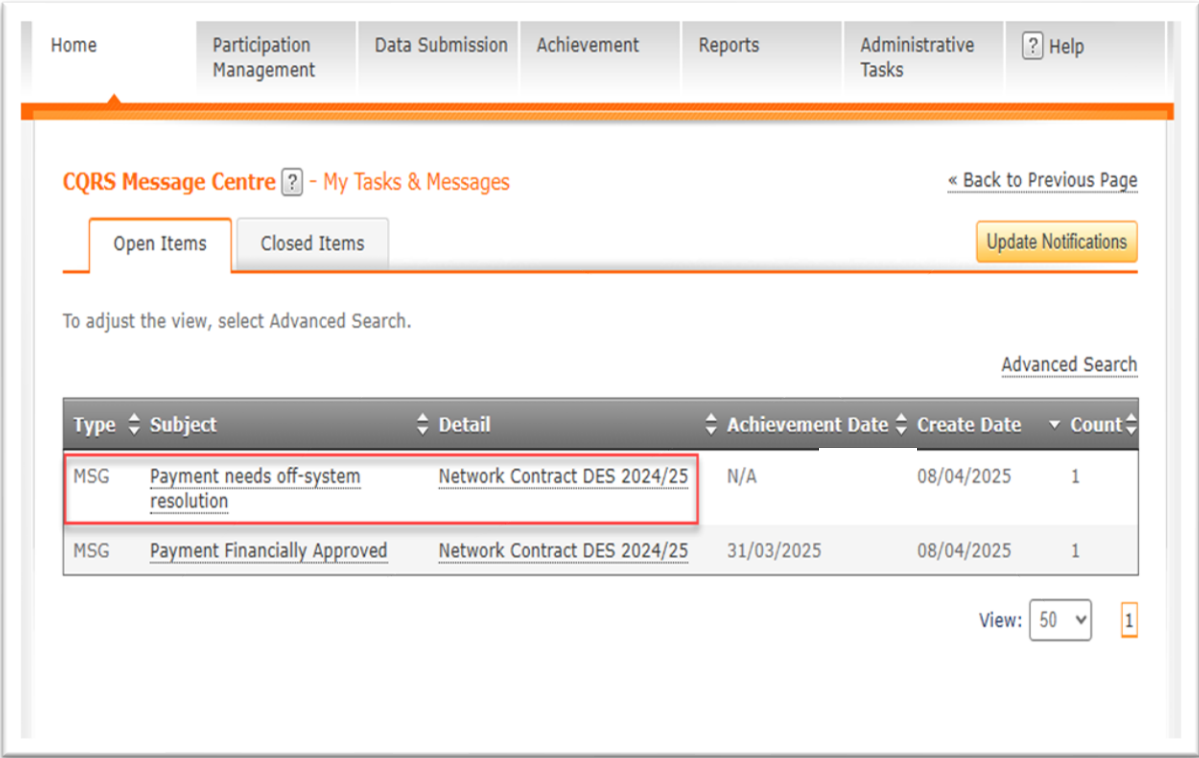 Home
Participation Management
Data Submission
Achievement
Reports
Administrative Tasks
? Help
CQRS Message Centre ? - My Tasks & Messages
« Back to Previous Page
Open Items
Closed Items
Update Notifications
To adjust the view, select Advanced Search.
Advanced Search
Type Subject Detail Achievement Date Create Date Count
MSG Payment needs off-system resolution Network Contract DES 2024/25 N/A 08/04/2025 1
MSG Payment Financially Approved Network Contract DES 2024/25 31/03/2025 08/04/2025 1
View: 50 1